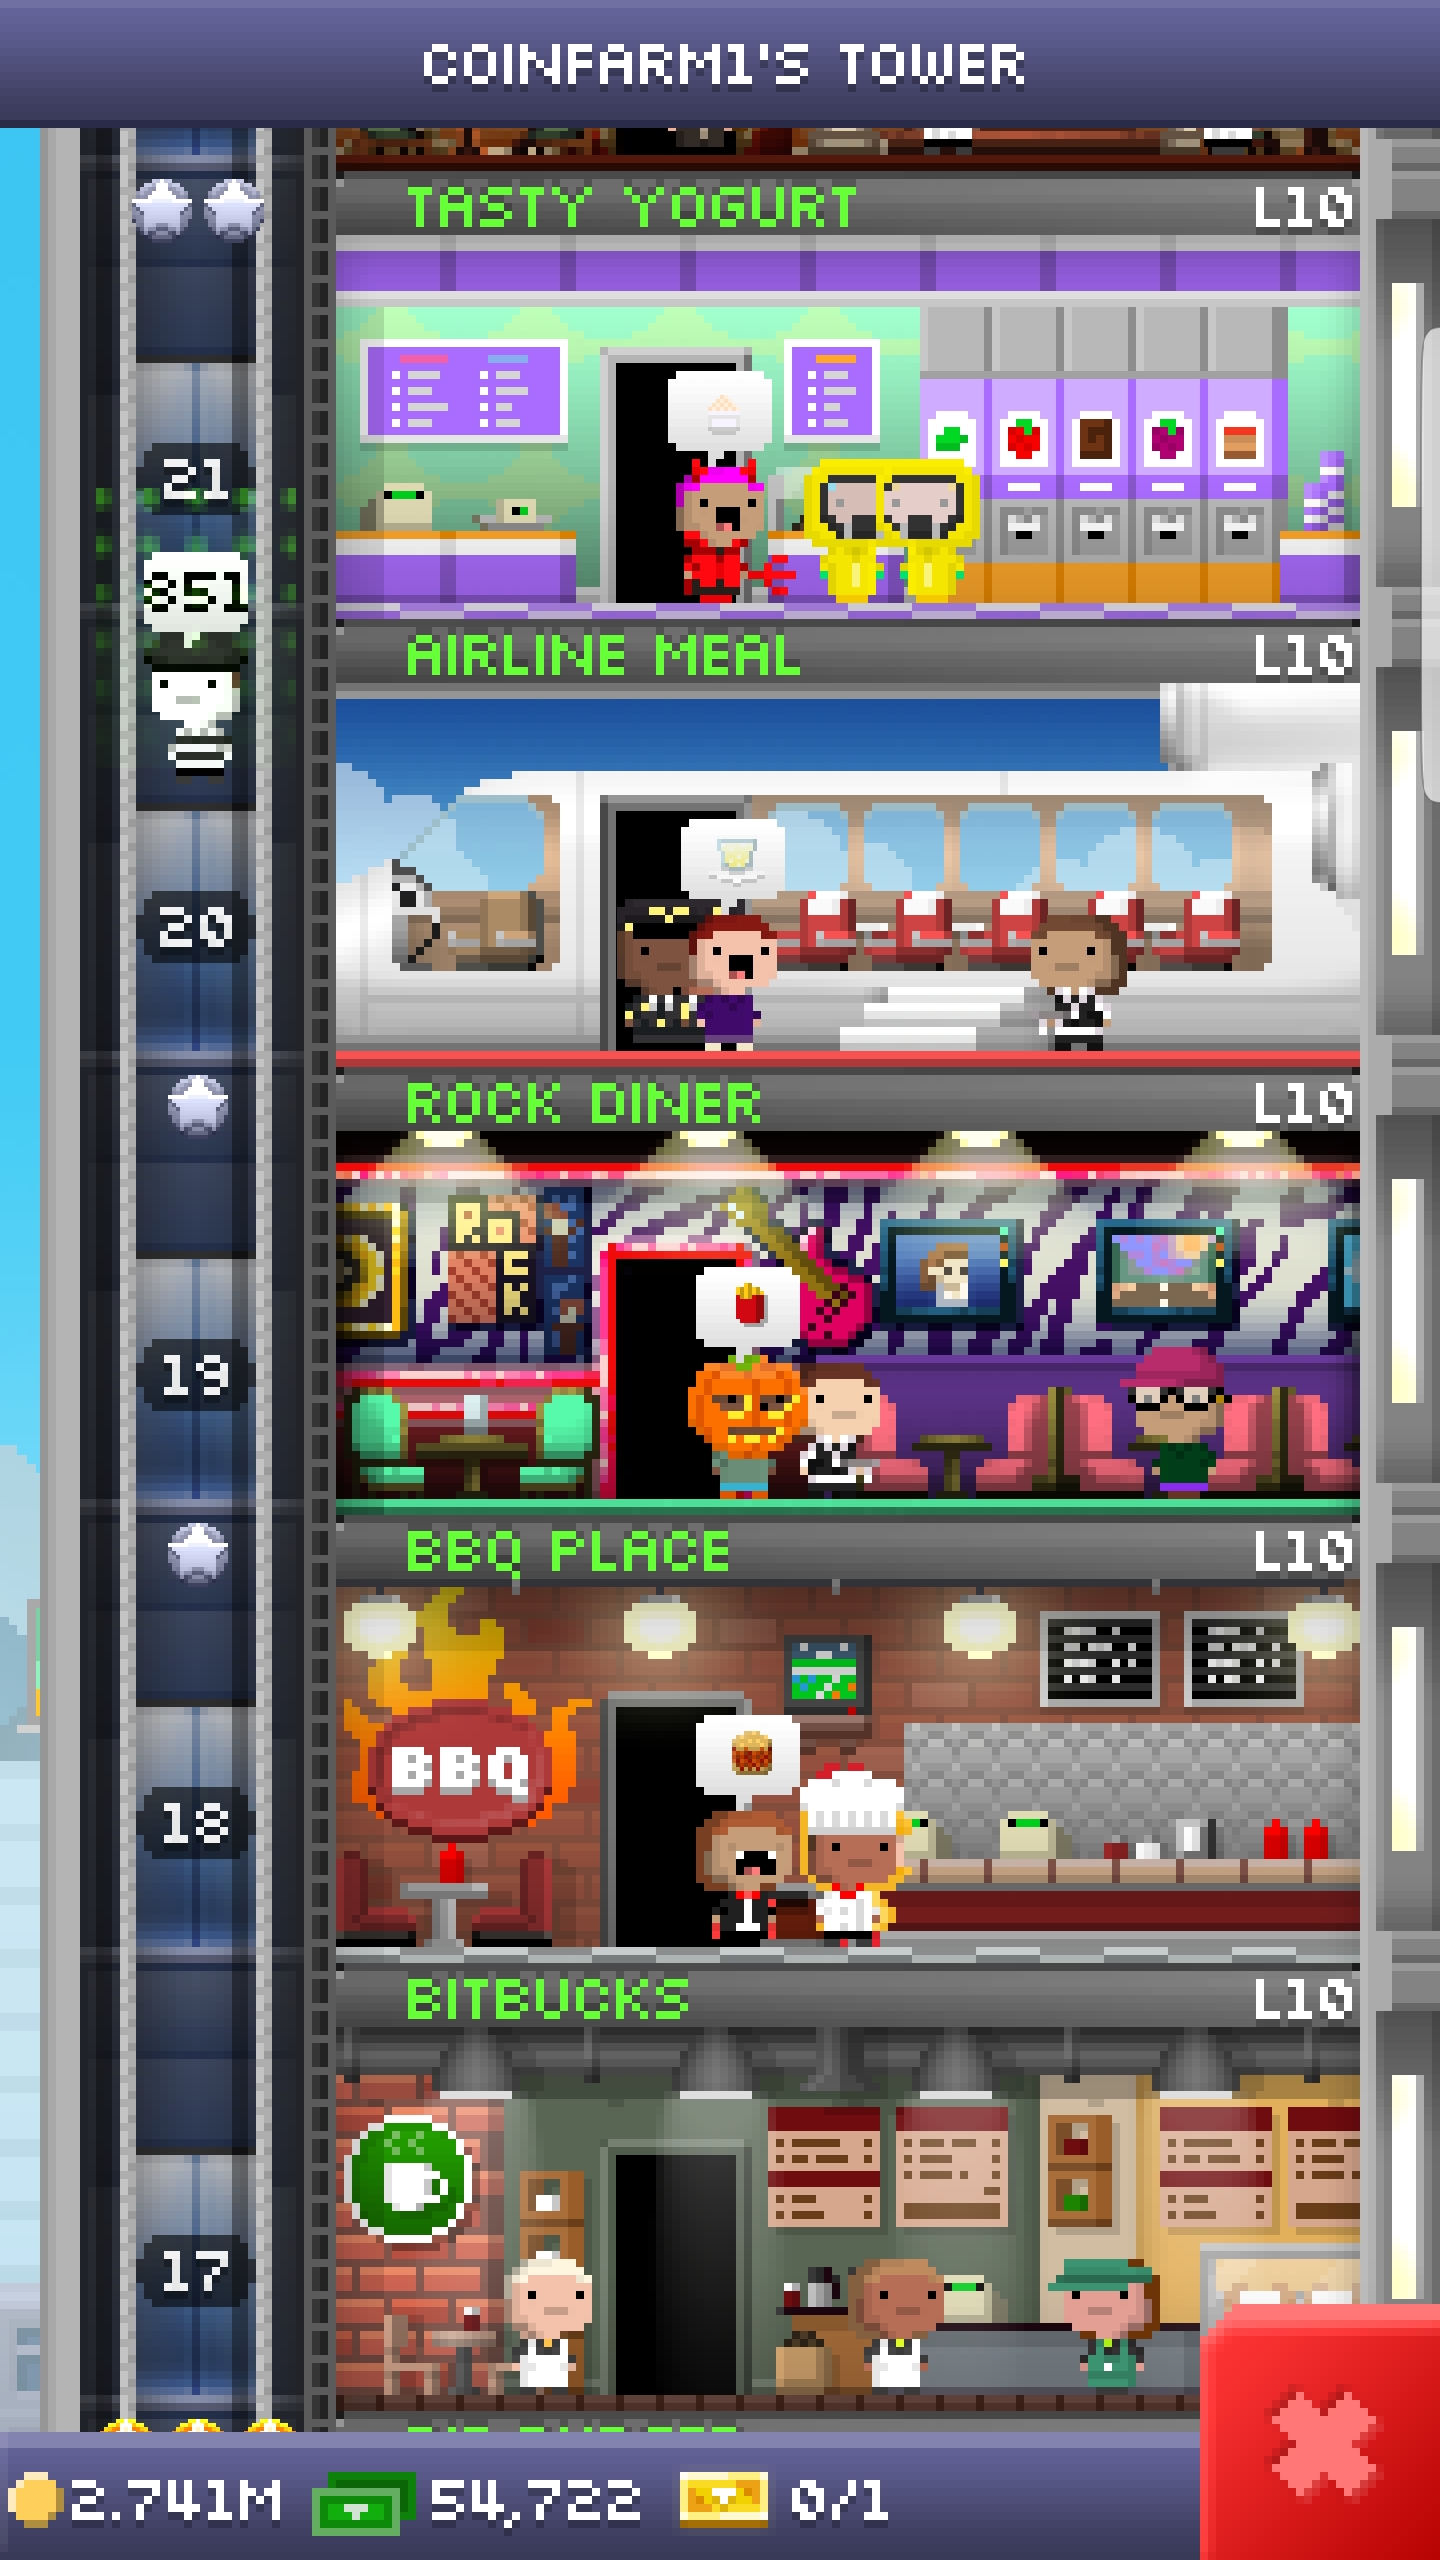 COINFARM1'S TOWER
TASTY YOGURT L10
21
851
AIRLINE MEAL L10
20
ROCK DINER L10
ROCK
19
BBQ PLACE L10
BBQ
18
BITBUCKS L10
17
2.741M 54,722 0/1